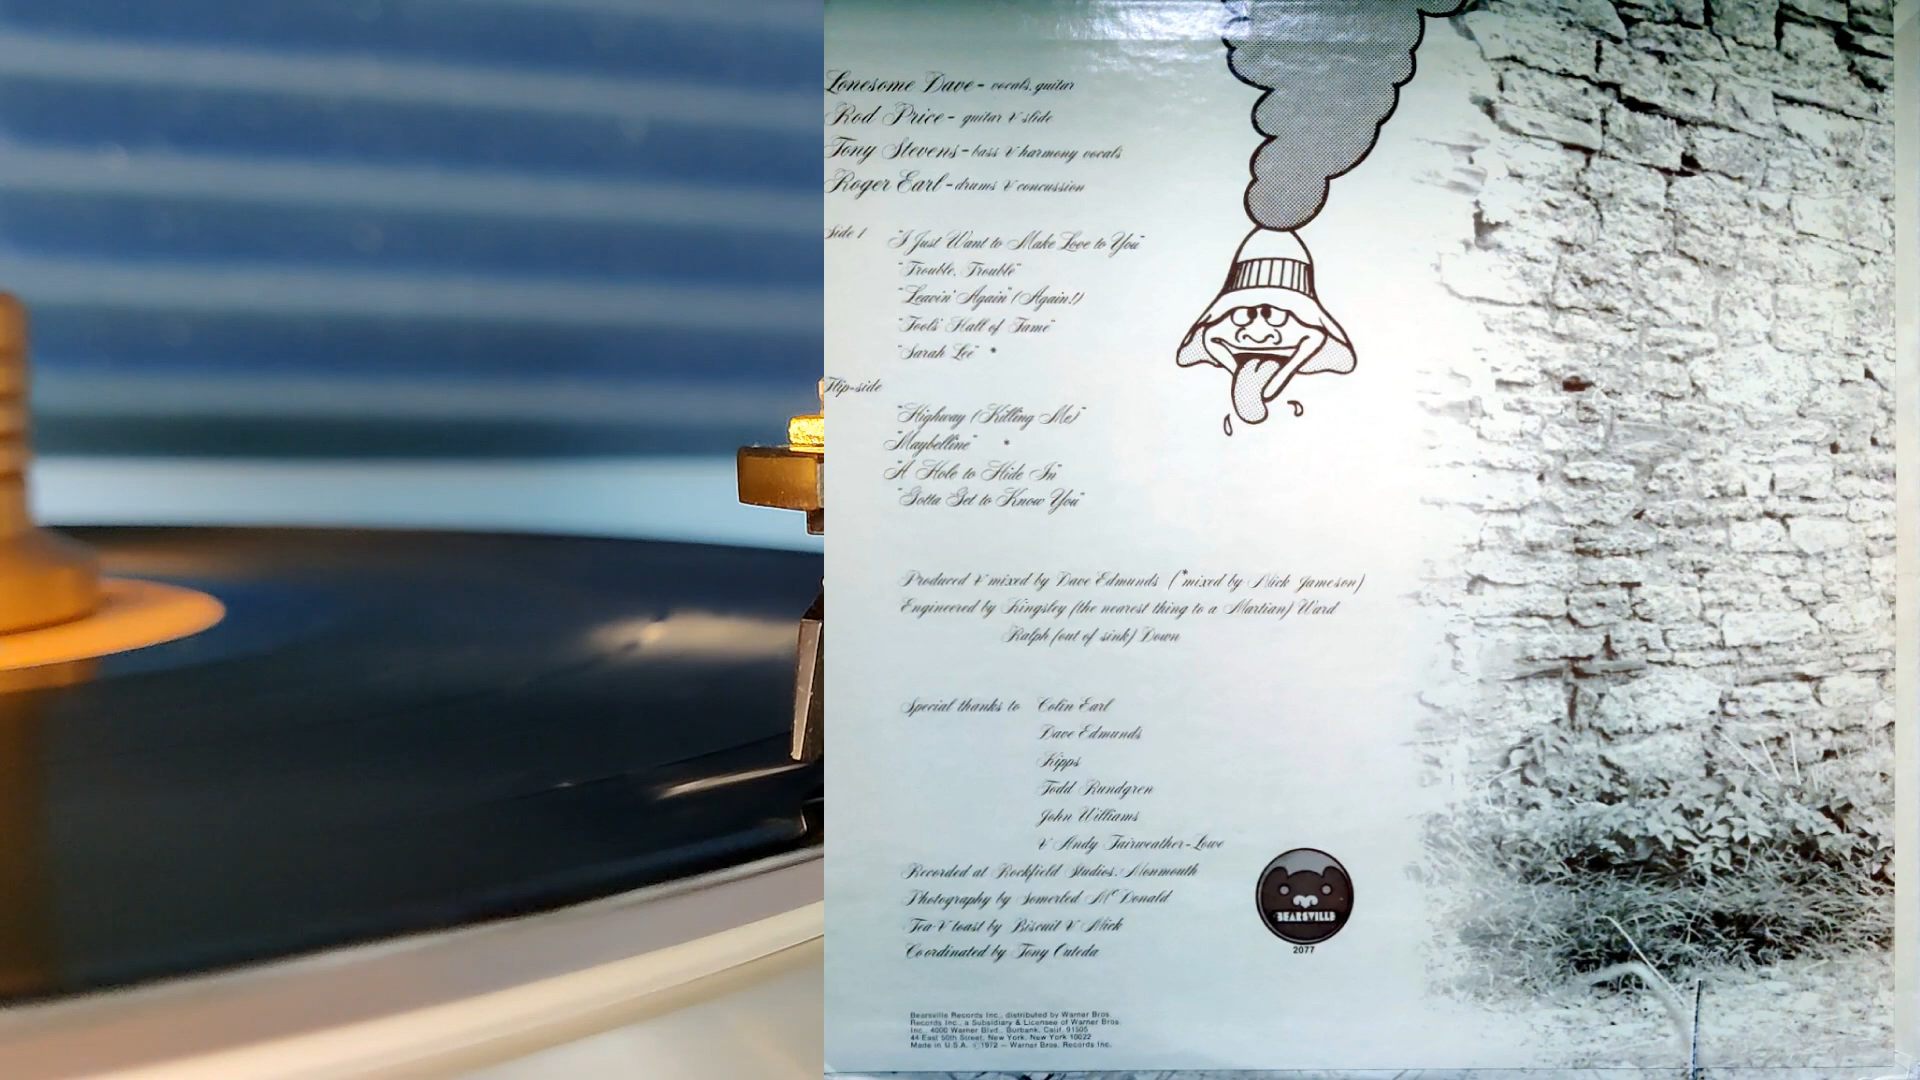 Lonesome Dave - vocals, guitar
Rod Price - guitar & slide
Tony Stevens - bass & harmony vocals
Roger Earl - drums & concussion
Side 1
"I Just Want to Make Love to You"
"Trouble, Trouble"
"Leavin' Again" (Again!)
"Fools' Hall of Fame"
"Sarah Lee" *
Flip-side
"Highway (Killing Me)"
"Maybelline" *
"A Hole to Hide In"
"Gotta Get to Know You"
Produced & mixed by Dave Edmunds (*mixed by Nick Jameson)
Engineered by Kingsley (the nearest thing to a Martian) Ward
Ralph (out of sink) Down
Special thanks to Colin Earl
Dave Edmunds
Kipps
Todd Rundgren
John Williams
& Andy Fairweather-Lowe
Recorded at Rockfield Studios, Monmouth
Photography by Somerled McDonald
Tea & toast by Biscuit & Mick
Coordinated by Tony Outeda
BEARSVILLE
2077
Bearsville Records Inc., distributed by Warner Bros.
Records Inc., a Subsidiary & Licensee of Warner Bros.
Inc., 4000 Warner Blvd., Burbank, Calif. 91505
44 East 50th Street, New York, New York 10022
Made in U.S.A. ©1972 — Warner Bros. Records Inc.